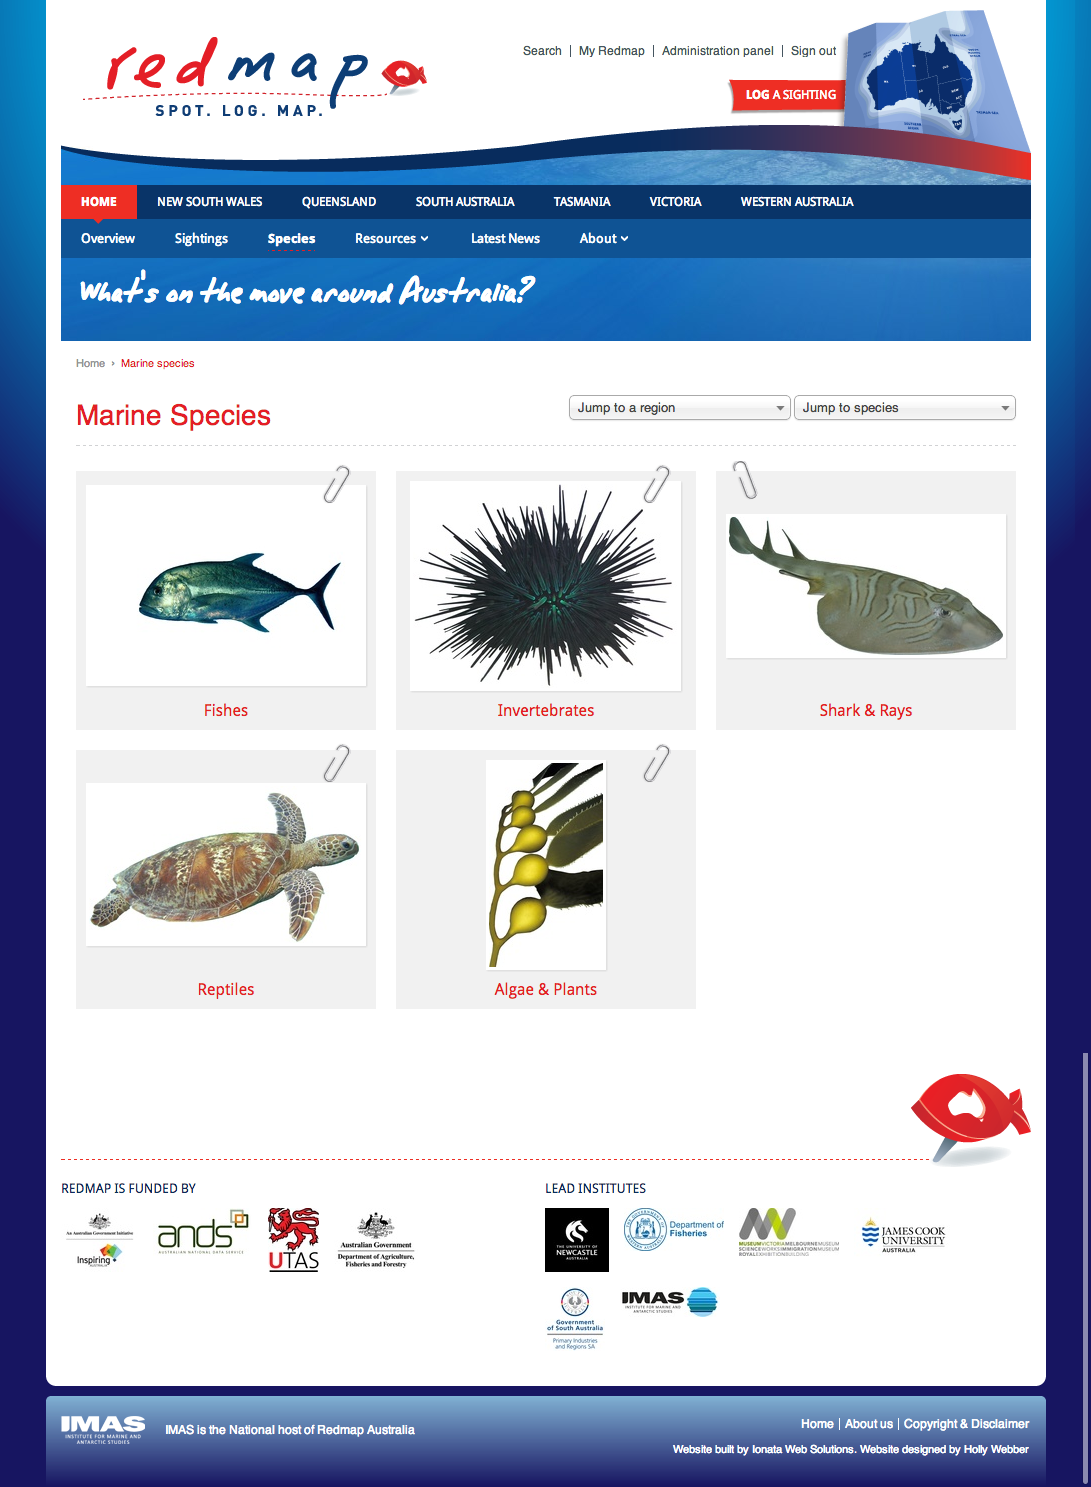 redmap
SPOT. LOG. MAP.
Search | My Redmap | Administration panel | Sign out
LOG A SIGHTING
HOME NEW SOUTH WALES QUEENSLAND SOUTH AUSTRALIA TASMANIA VICTORIA WESTERN AUSTRALIA
Overview Sightings Species Resources Latest News About
What's on the move around Australia?
Home › Marine species
Marine Species
Jump to a region
Jump to species
Fishes
Invertebrates
Shark & Rays
Reptiles
Algae & Plants
REDMAP IS FUNDED BY
An Australian Government Initiative
Inspiring
AUSTRALIA
ands
AUSTRALIAN NATIONAL DATA SERVICE
UTAS
Australian Government
Department of Agriculture,
Fisheries and Forestry
LEAD INSTITUTES
THE UNIVERSITY OF
NEWCASTLE
AUSTRALIA
Department of
Fisheries
MUSEUMVICTORIAMELBOURNEMUSEUM
SCIENCEWORKSIMMIGRATIONMUSEUM
ROYALEXHIBITIONBUILDING
JAMES COOK
UNIVERSITY
AUSTRALIA
Government
of South Australia
Primary Industries
and Regions SA
IMAS
INSTITUTE FOR MARINE AND
ANTARCTIC STUDIES
IMAS
INSTITUTE FOR MARINE AND
ANTARCTIC STUDIES
IMAS is the National host of Redmap Australia
Home | About us | Copyright & Disclaimer
Website built by Ionata Web Solutions. Website designed by Holly Webber